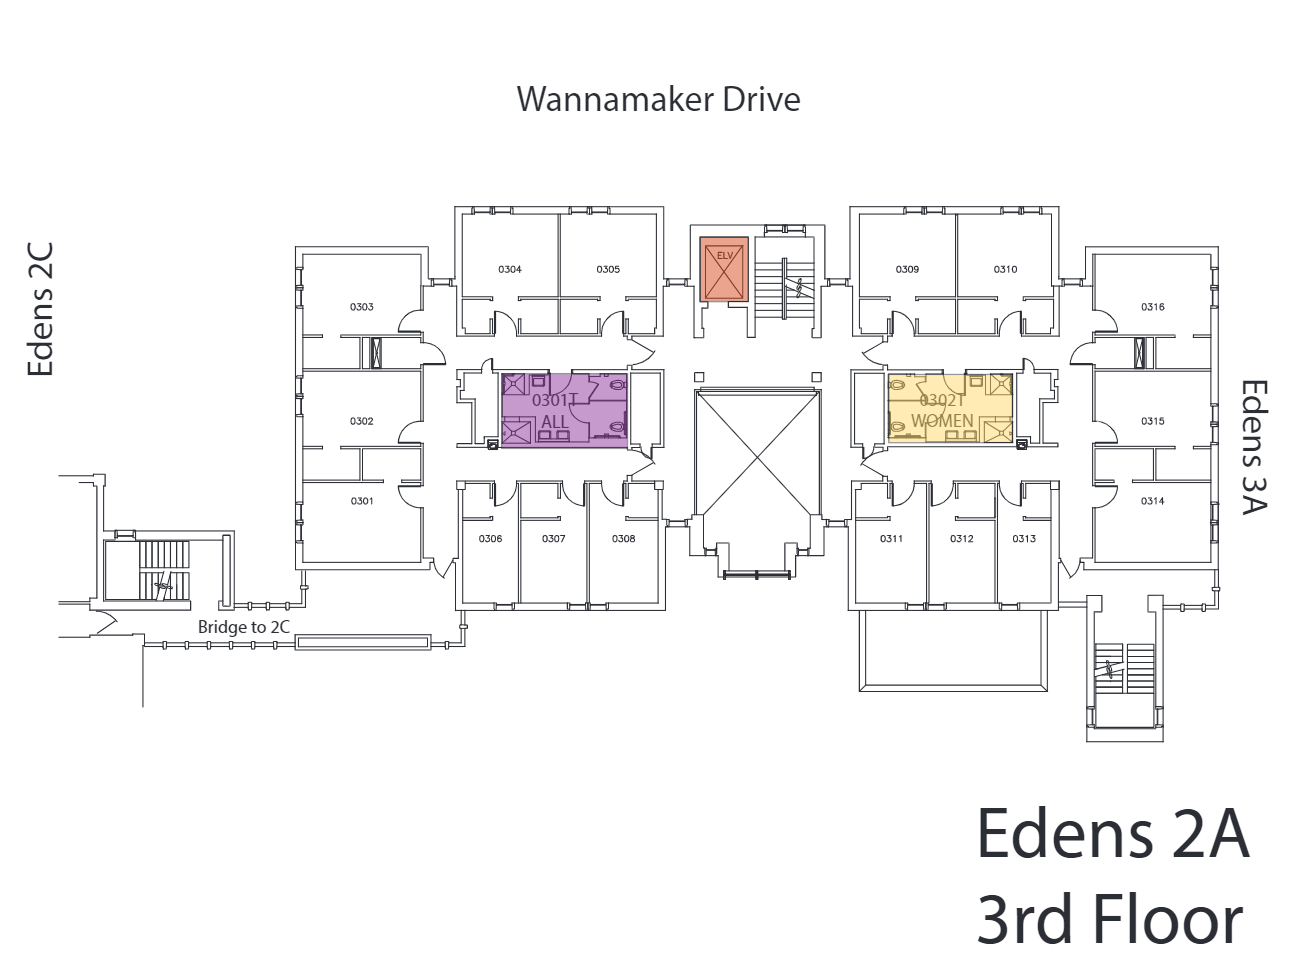 Wannamaker Drive
Edens 2C
ELV
0304
0305
0309
0310
0303
0316
0301T
ALL
0302T
WOMEN
0302
0315
Edens 3A
0301
0314
0306
0307
0308
0311
0312
0313
Bridge to 2C
Edens 2A
3rd Floor